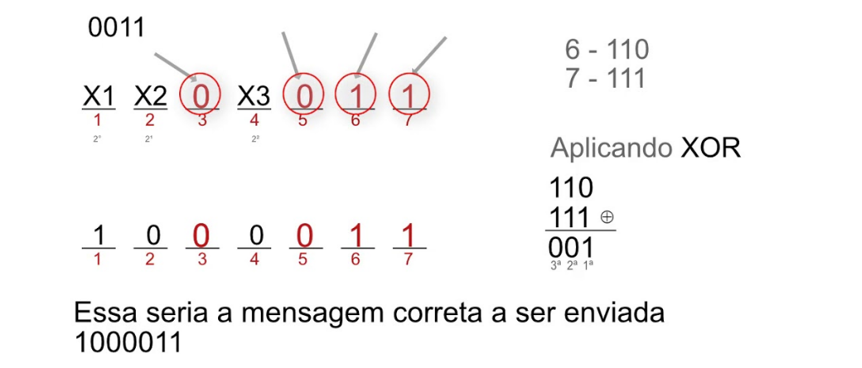 0011
X1 X2 0 X3 0 1 1
1 2 3 4 5 6 7
6 - 110
7 - 111
Aplicando XOR
110
111 ⊕
001
3ª 2ª 1ª
1 0 0 0 0 1 1
1 2 3 4 5 6 7
Essa seria a mensagem correta a ser enviada
1000011